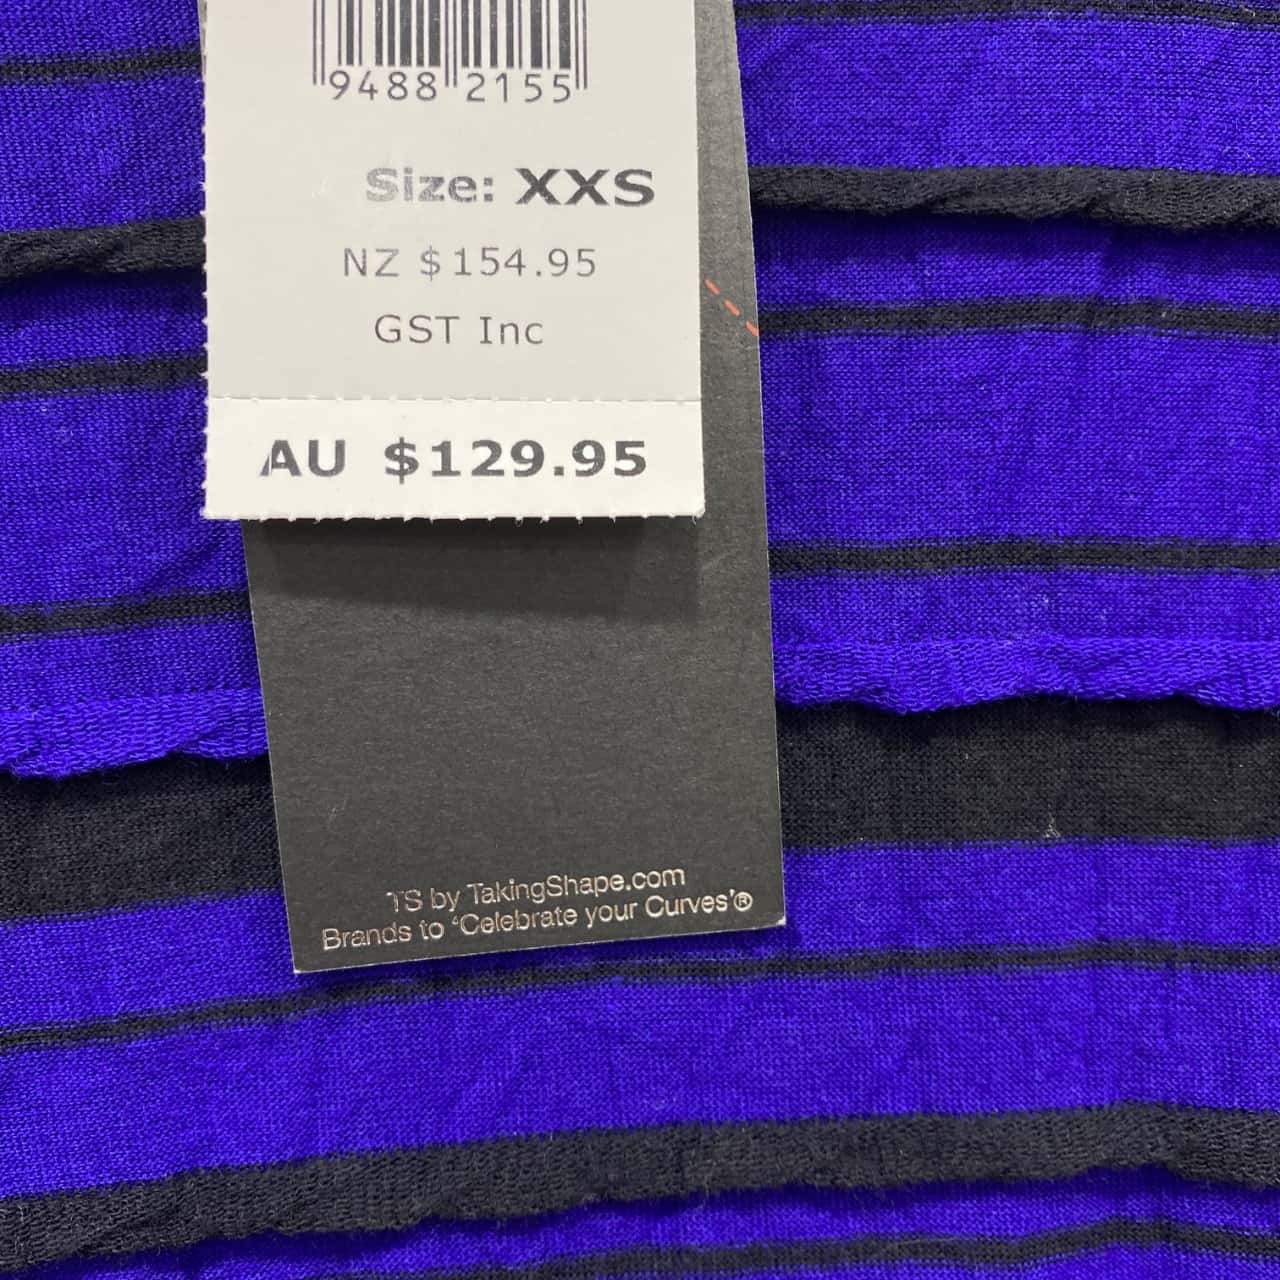 9488 2155
Size: XXS
NZ $154.95
GST Inc
AU $129.95
TS by TakingShape.com
Brands to ‘Celebrate your Curves’®